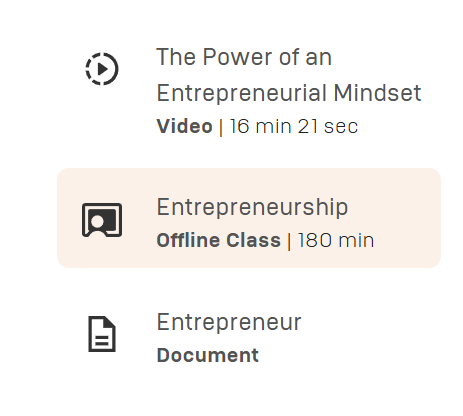 The Power of an
Entrepreneurial Mindset
Video | 16 min 21 sec
Entrepreneurship
Offline Class | 180 min
Entrepreneur
Document